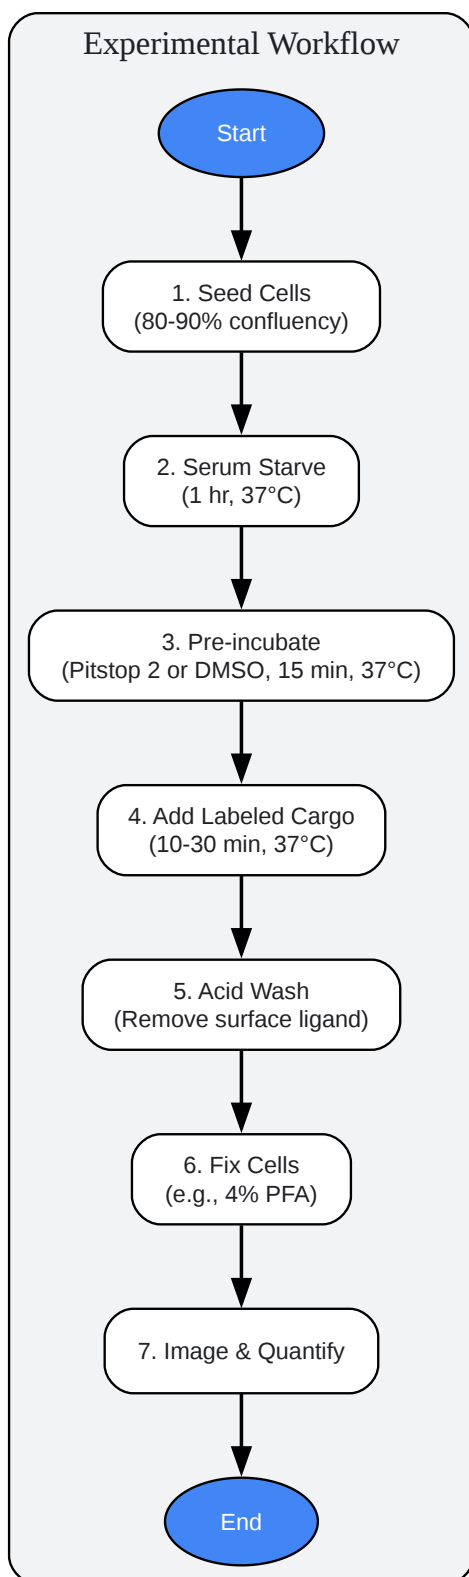 Experimental Workflow
Start
1. Seed Cells
(80-90% confluency)
2. Serum Starve
(1 hr, 37°C)
3. Pre-incubate
(Pitstop 2 or DMSO, 15 min, 37°C)
4. Add Labeled Cargo
(10-30 min, 37°C)
5. Acid Wash
(Remove surface ligand)
6. Fix Cells
(e.g., 4% PFA)
7. Image & Quantify
End